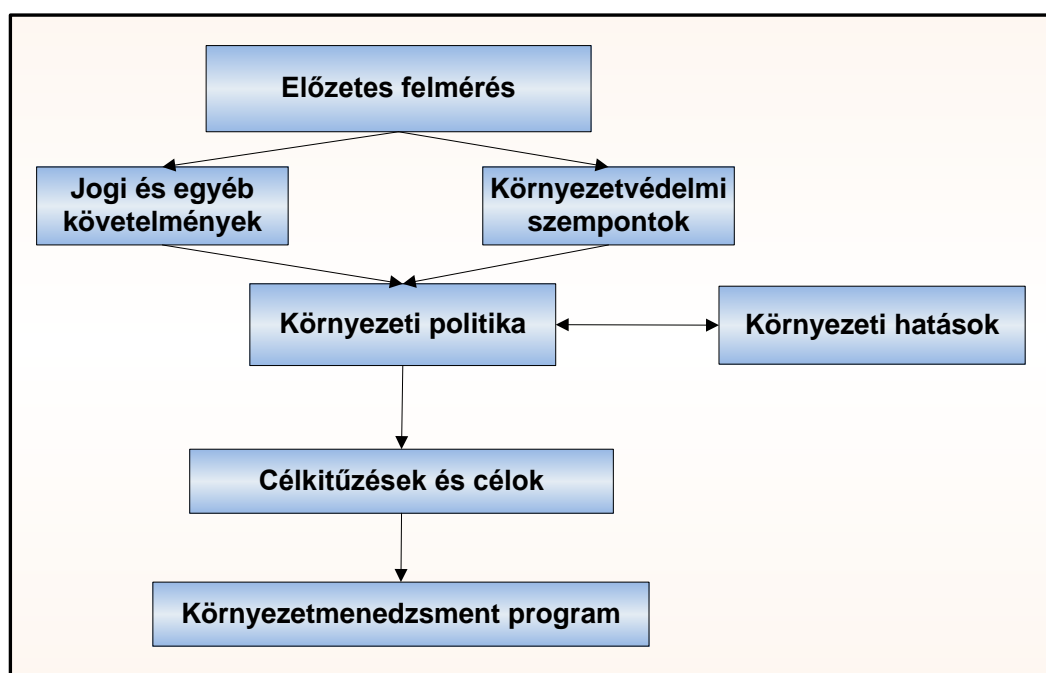 Előzetes felmérés
Jogi és egyéb
követelmények
Környezetvédelmi
szempontok
Környezeti politika
Környezeti hatások
Célkitűzések és célok
Környezetmenedzsment program